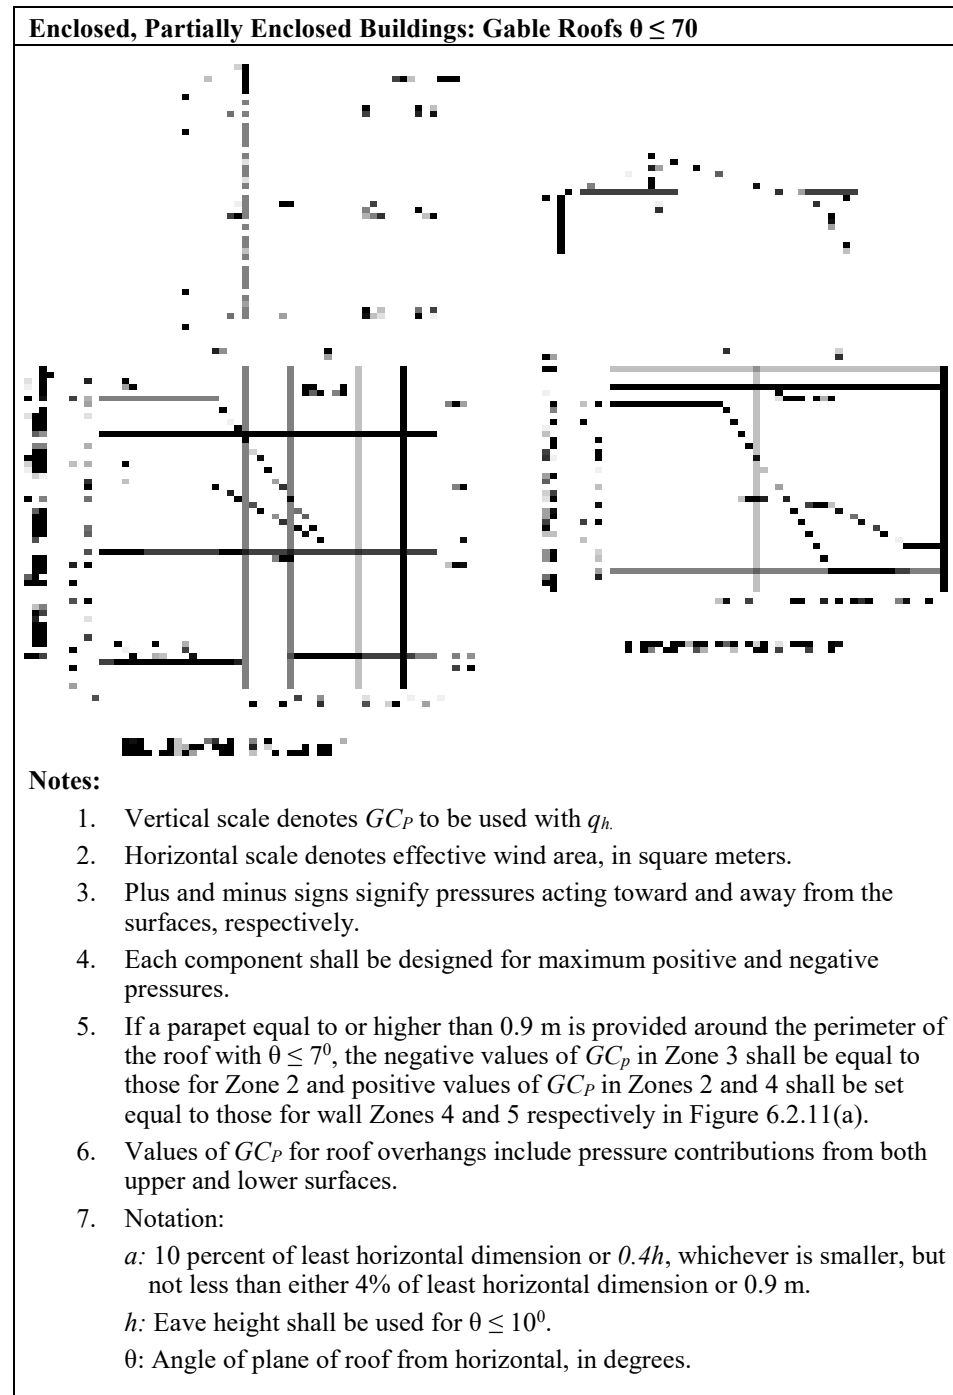 Enclosed, Partially Enclosed Buildings: Gable Roofs θ ≤ 70
Notes:
1. Vertical scale denotes GCP to be used with qh.
2. Horizontal scale denotes effective wind area, in square meters.
3. Plus and minus signs signify pressures acting toward and away from the
surfaces, respectively.
4. Each component shall be designed for maximum positive and negative
pressures.
5. If a parapet equal to or higher than 0.9 m is provided around the perimeter of
the roof with θ ≤ 7⁰, the negative values of GCp in Zone 3 shall be equal to
those for Zone 2 and positive values of GCP in Zones 2 and 4 shall be set
equal to those for wall Zones 4 and 5 respectively in Figure 6.2.11(a).
6. Values of GCP for roof overhangs include pressure contributions from both
upper and lower surfaces.
7. Notation:
a: 10 percent of least horizontal dimension or 0.4h, whichever is smaller, but
not less than either 4% of least horizontal dimension or 0.9 m.
h: Eave height shall be used for θ ≤ 10⁰.
θ: Angle of plane of roof from horizontal, in degrees.